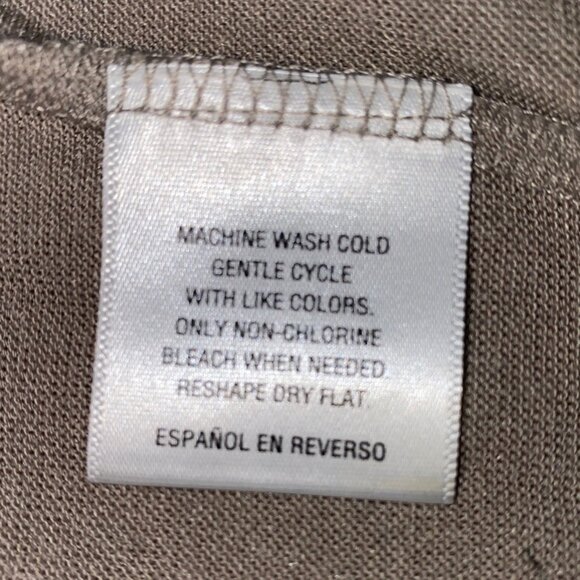 MACHINE WASH COLD
GENTLE CYCLE
WITH LIKE COLORS.
ONLY NON-CHLORINE
BLEACH WHEN NEEDED.
RESHAPE DRY FLAT.
ESPAÑOL EN REVERSO